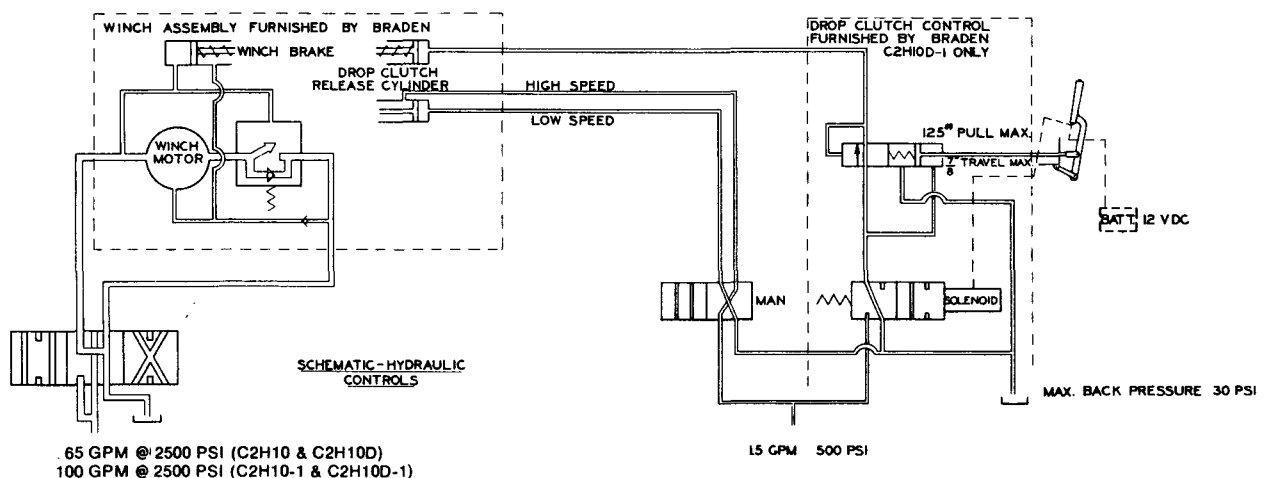 WINCH ASSEMBLY FURNISHED BY BRADEN
WINCH BRAKE
DROP CLUTCH
RELEASE CYLINDER
HIGH SPEED
LOW SPEED
WINCH
MOTOR
DROP CLUTCH CONTROL
FURNISHED BY BRADEN
C2H10D-1 ONLY
125# PULL MAX.
7/8" TRAVEL MAX.
BATT. 12 VDC
MAN
SOLENOID
SCHEMATIC-HYDRAULIC
CONTROLS
MAX. BACK PRESSURE 30 PSI
65 GPM @ 2500 PSI (C2H10 & C2H10D)
100 GPM @ 2500 PSI (C2H10-1 & C2H10D-1)
15 GPM 500 PSI